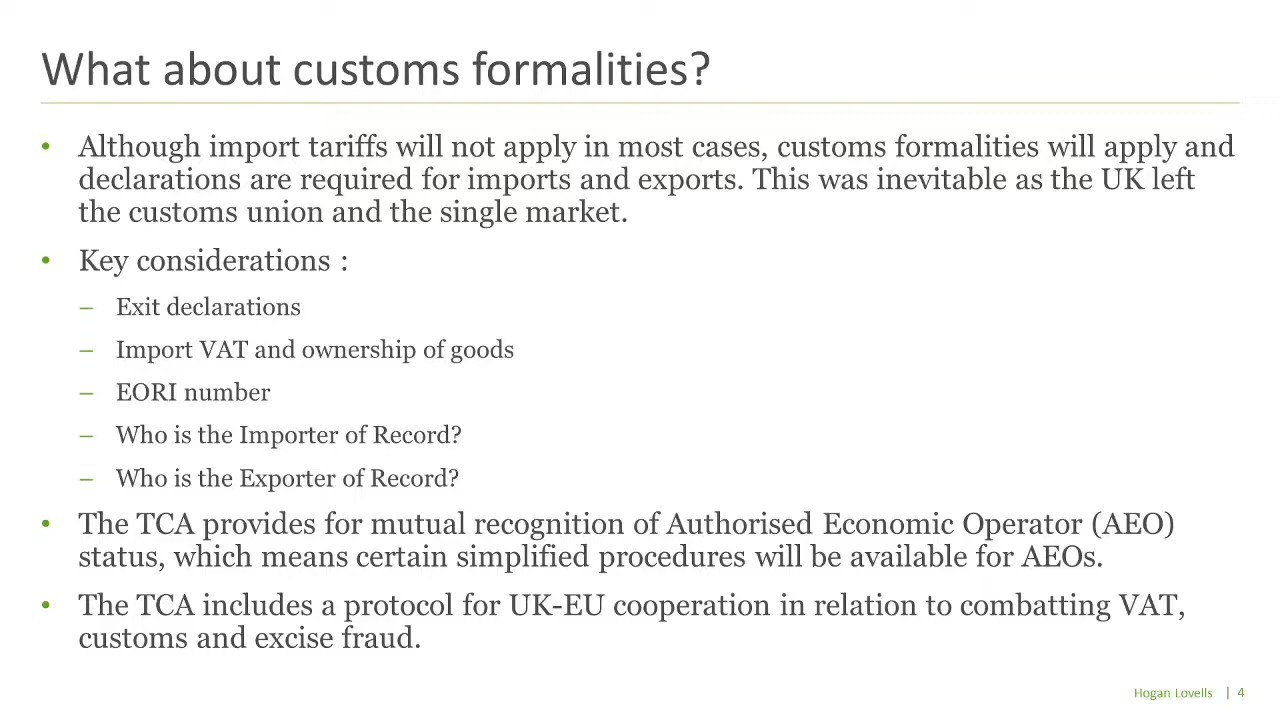 What about customs formalities?
• Although import tariffs will not apply in most cases, customs formalities will apply and
declarations are required for imports and exports. This was inevitable as the UK left
the customs union and the single market.
• Key considerations :
– Exit declarations
– Import VAT and ownership of goods
– EORI number
– Who is the Importer of Record?
– Who is the Exporter of Record?
• The TCA provides for mutual recognition of Authorised Economic Operator (AEO)
status, which means certain simplified procedures will be available for AEOs.
• The TCA includes a protocol for UK-EU cooperation in relation to combatting VAT,
customs and excise fraud.
Hogan Lovells | 4